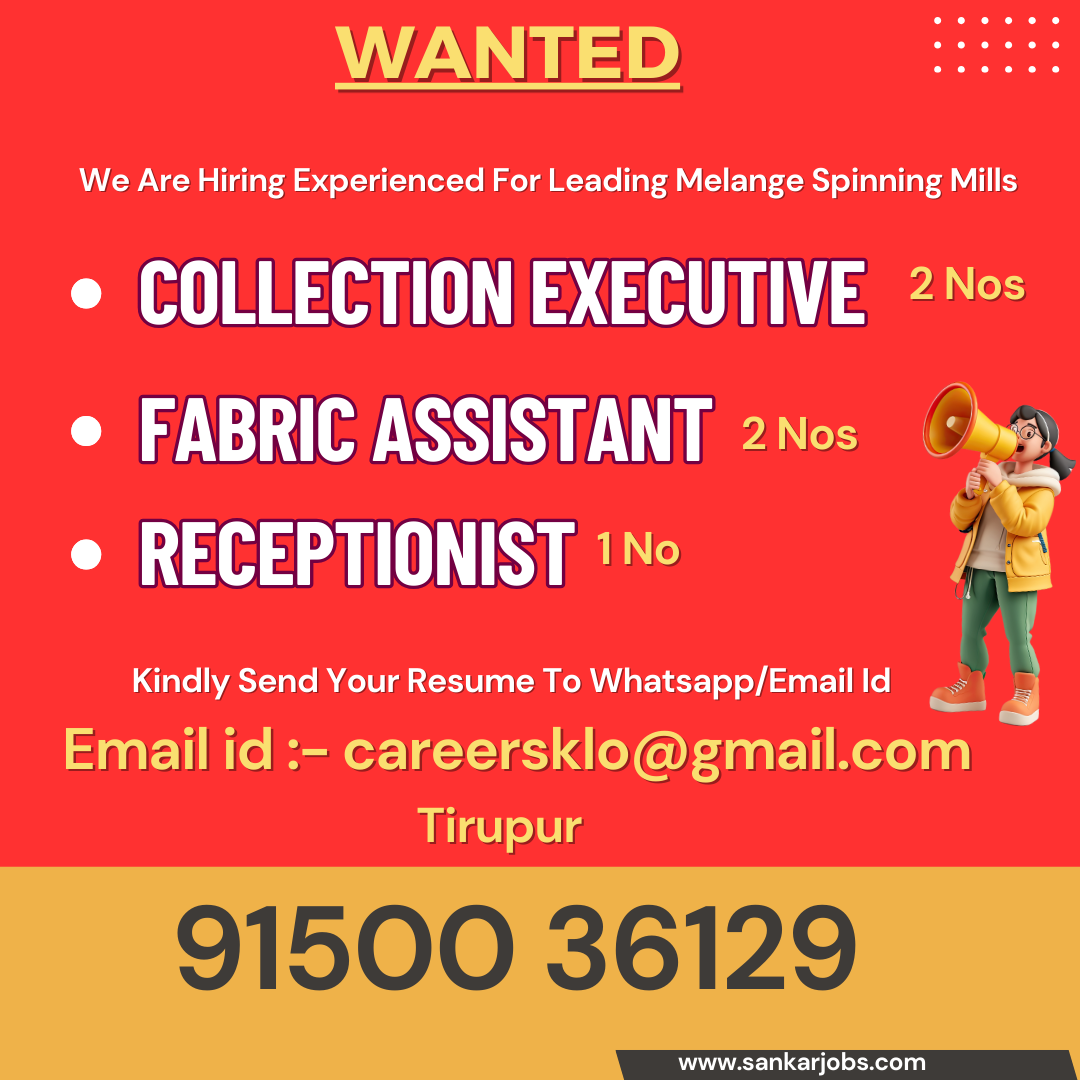 WANTED
We Are Hiring Experienced For Leading Melange Spinning Mills
COLLECTION EXECUTIVE 2 Nos
FABRIC ASSISTANT 2 Nos
RECEPTIONIST 1 No
Kindly Send Your Resume To Whatsapp/Email Id
Email id :- careersklo@gmail.com
Tirupur
91500 36129
www.sankarjobs.com